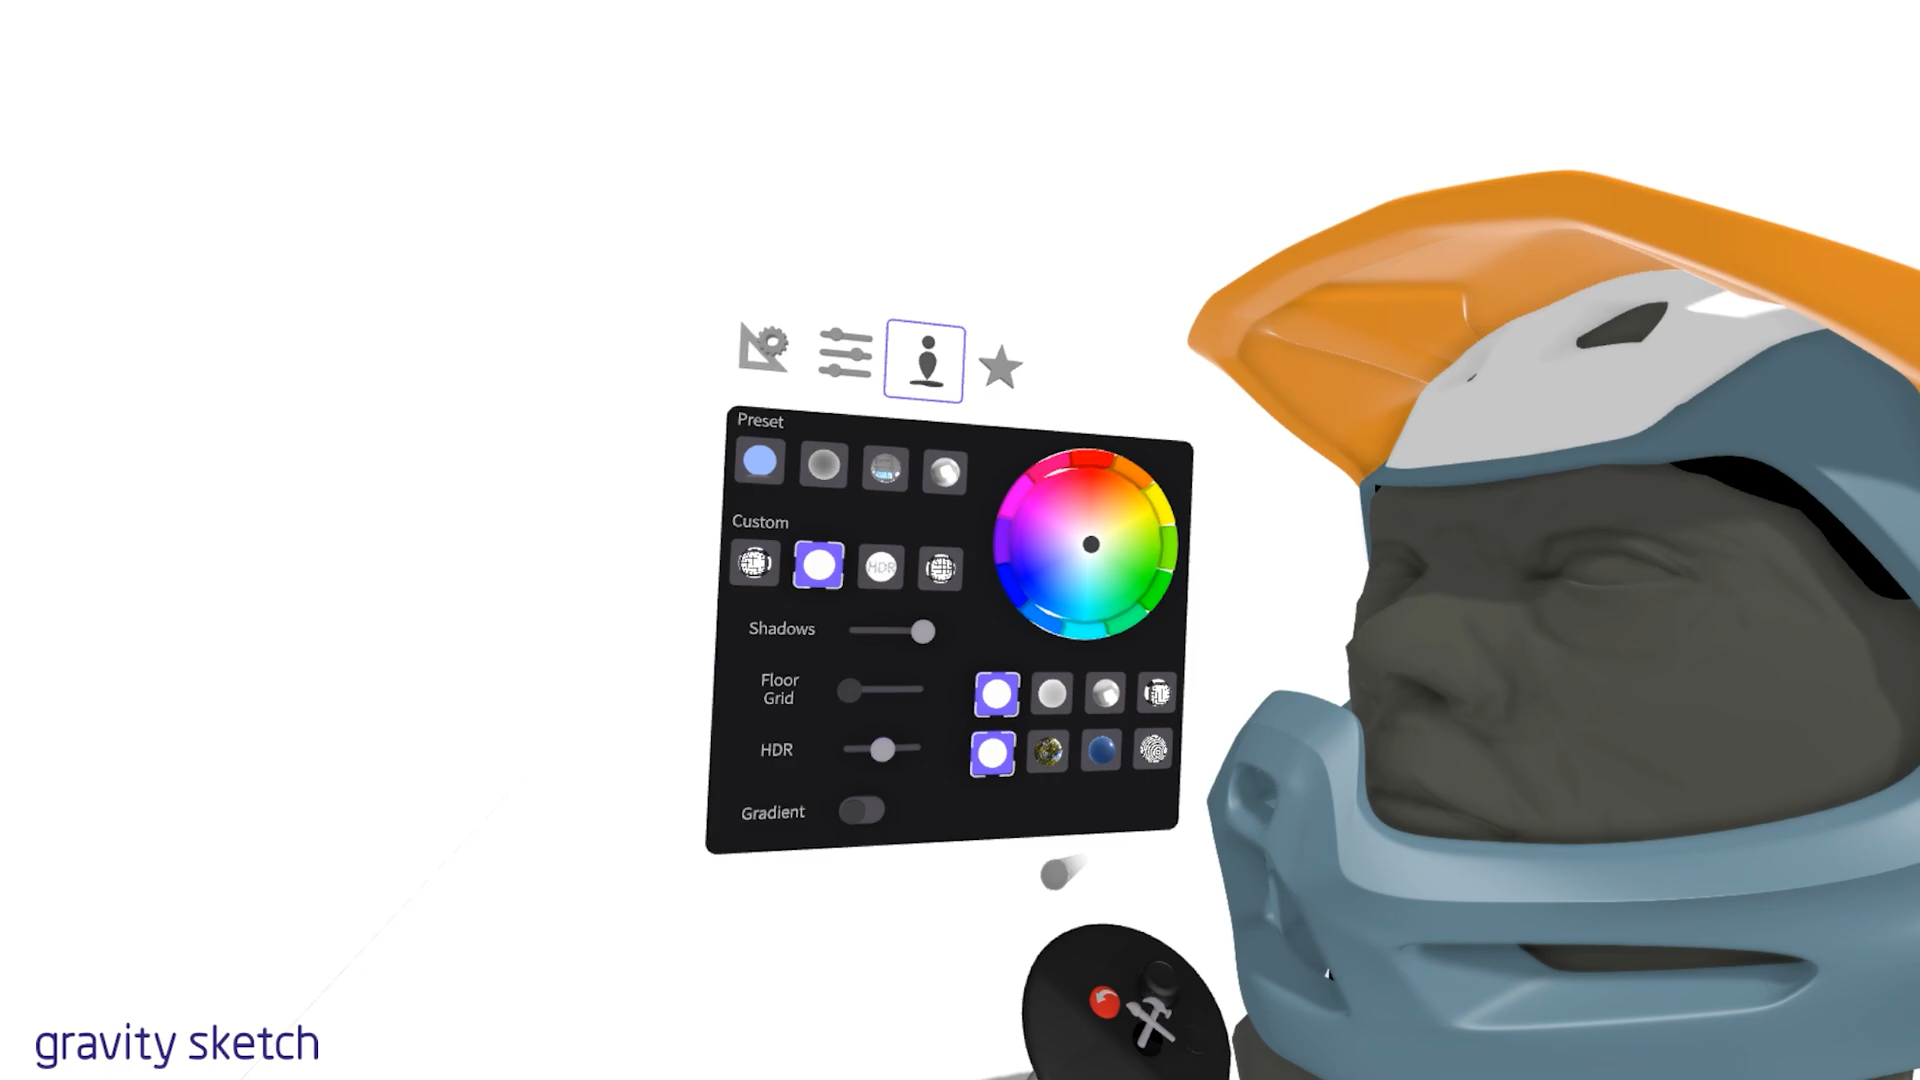 Preset
Custom
HDR
Shadows
Floor
Grid
HDR
Gradient
gravity sketch